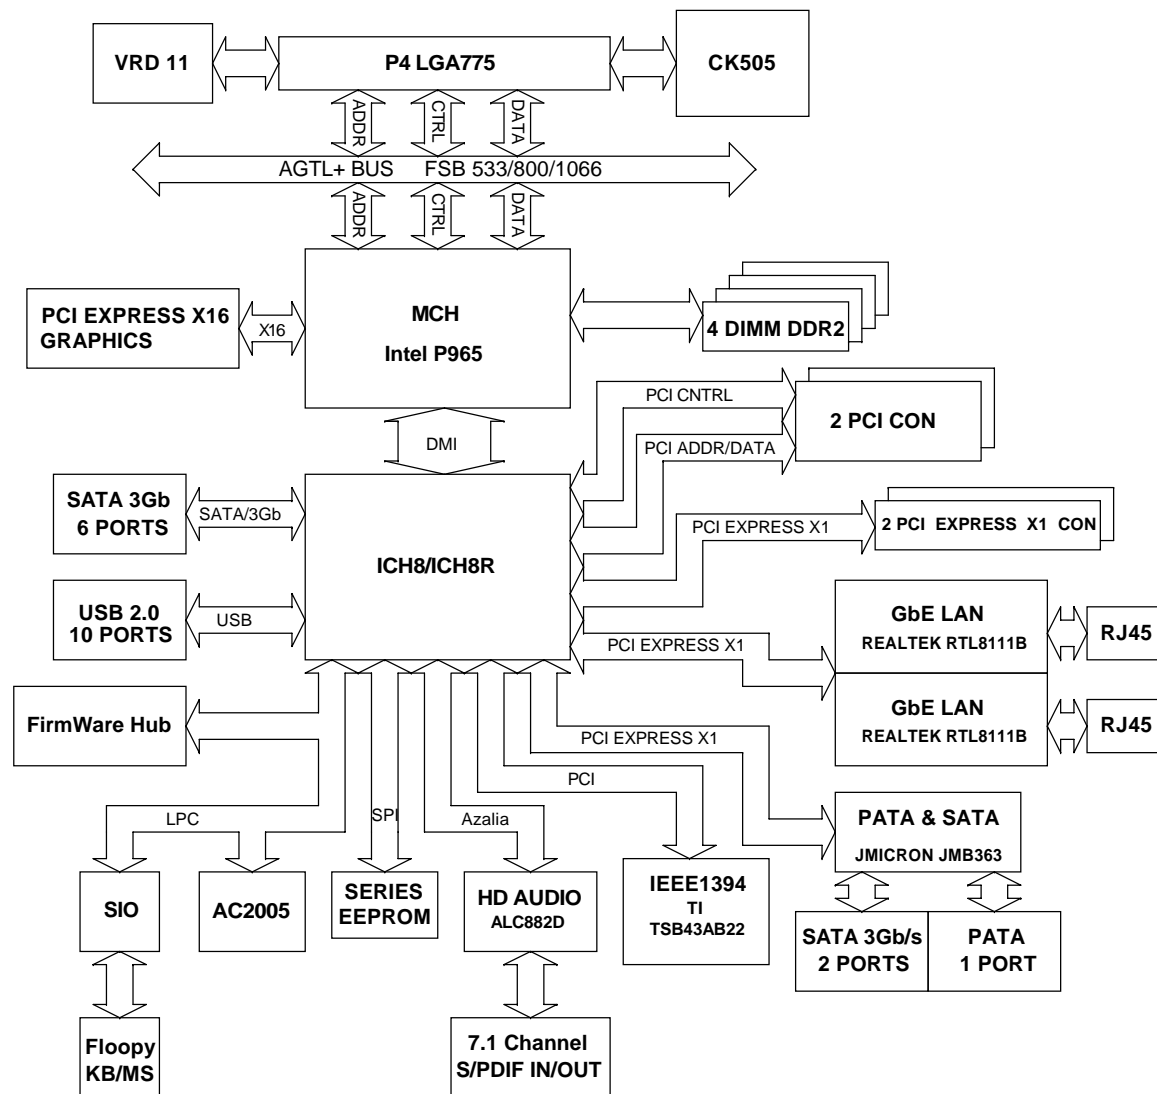 VRD 11
P4 LGA775
CK505
ADDR
CTRL
DATA
AGTL+ BUS FSB 533/800/1066
ADDR
CTRL
DATA
PCI EXPRESS X16
GRAPHICS
X16
MCH
Intel P965
4 DIMM DDR2
PCI CNTRL
2 PCI CON
PCI ADDR/DATA
DMI
SATA 3Gb
6 PORTS
SATA/3Gb
ICH8/ICH8R
PCI EXPRESS X1
2 PCI EXPRESS X1 CON
USB 2.0
10 PORTS
USB
PCI EXPRESS X1
GbE LAN
REALTEK RTL8111B
RJ45
GbE LAN
REALTEK RTL8111B
RJ45
FirmWare Hub
PCI EXPRESS X1
PCI
LPC
SPI
Azalia
PATA & SATA
JMICRON JMB363
SIO
AC2005
SERIES
EEPROM
HD AUDIO
ALC882D
IEEE1394
TI
TSB43AB22
SATA 3Gb/s
2 PORTS
PATA
1 PORT
Floopy
KB/MS
7.1 Channel
S/PDIF IN/OUT